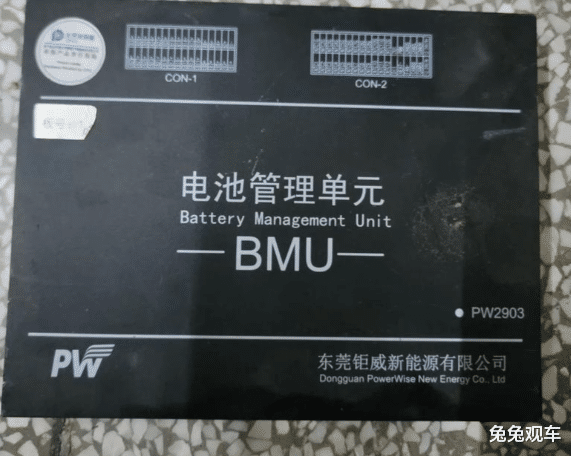 CON-1
CON-2
电池管理单元
Battery Management Unit
BMU
PW2903
PW
东莞钜威新能源有限公司
Dongguan PowerWise New Energy Co., Ltd
兔兔观车